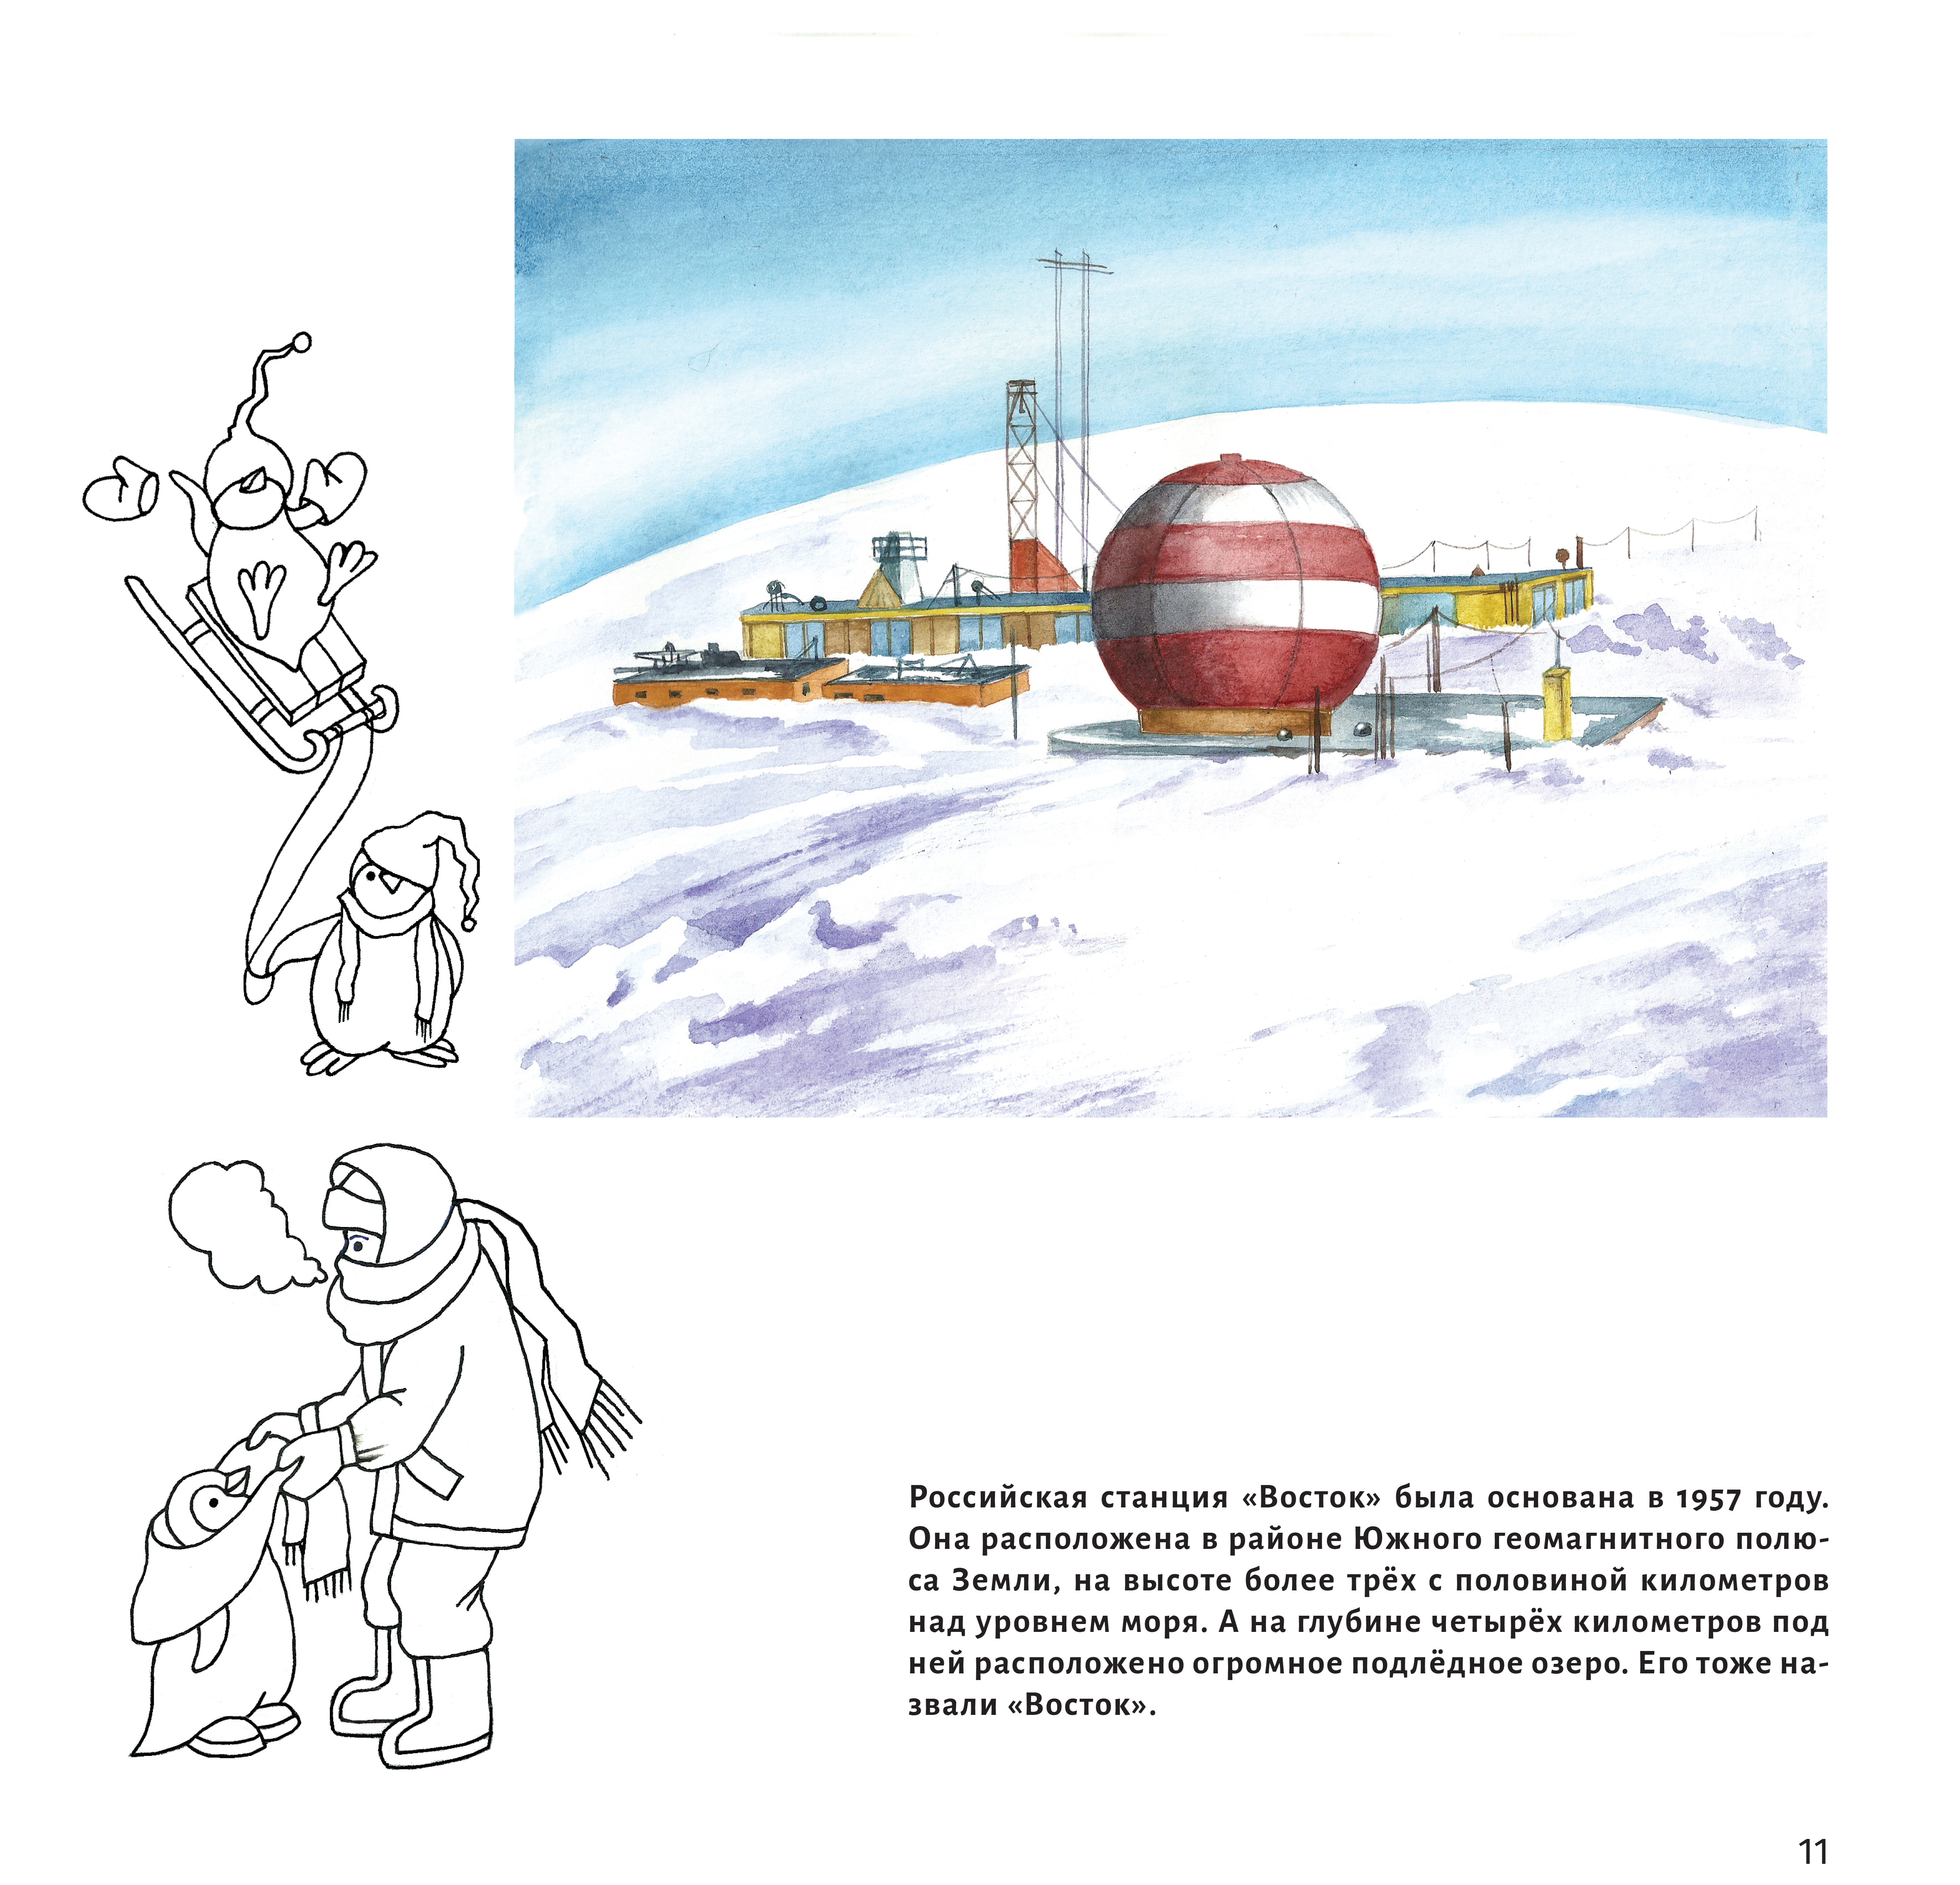 Российская станция «Восток» была основана в 1957 году.
Она расположена в районе Южного геомагнитного полю-
са Земли, на высоте более трёх с половиной километров
над уровнем моря. А на глубине четырёх километров под
ней расположено огромное подлёдное озеро. Его тоже на-
звали «Восток».
11